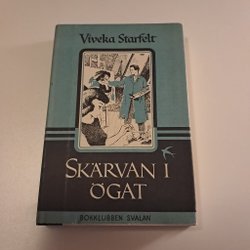 Viveka Starfelt
SKÄRVAN I
ÖGAT
BOKKLUBBEN SVALAN